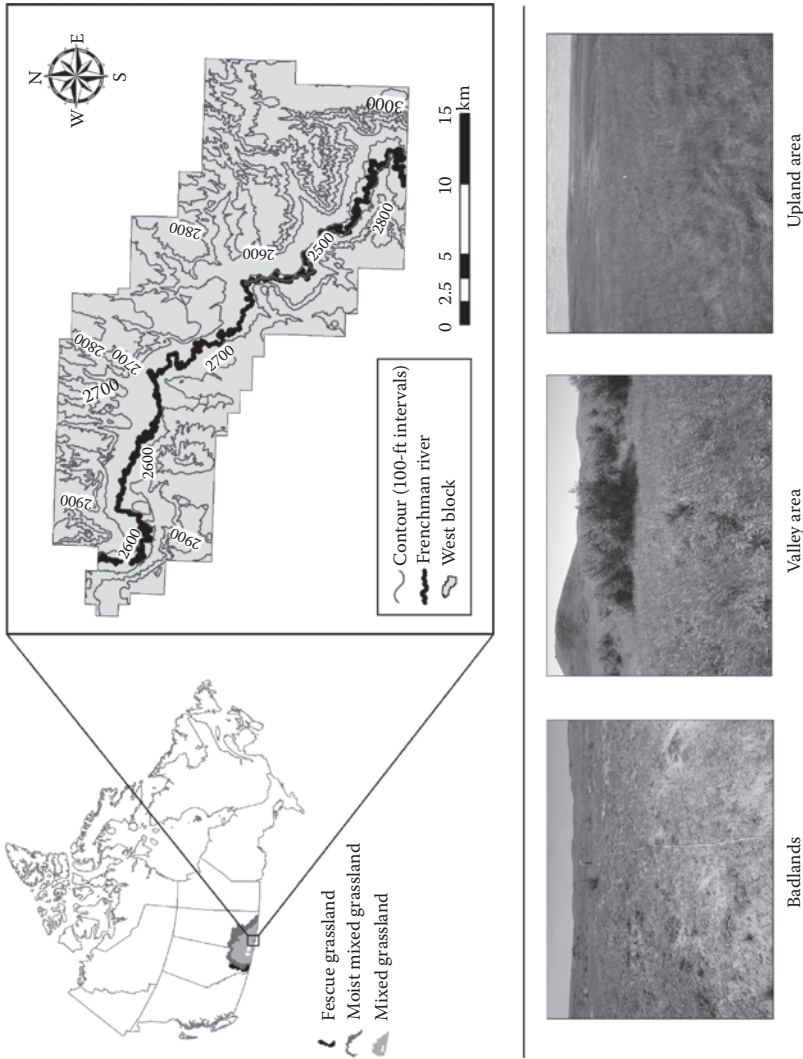 N
W
E
S
2900
2700
2800
2700
2800
2600
2600
2900
2600
2700
2500
2800
3000
0
2.5
5
10
15
km
Contour (100-ft intervals)
Frenchman river
West block
Fescue grassland
Moist mixed grassland
Mixed grassland
Badlands
Valley area
Upland area